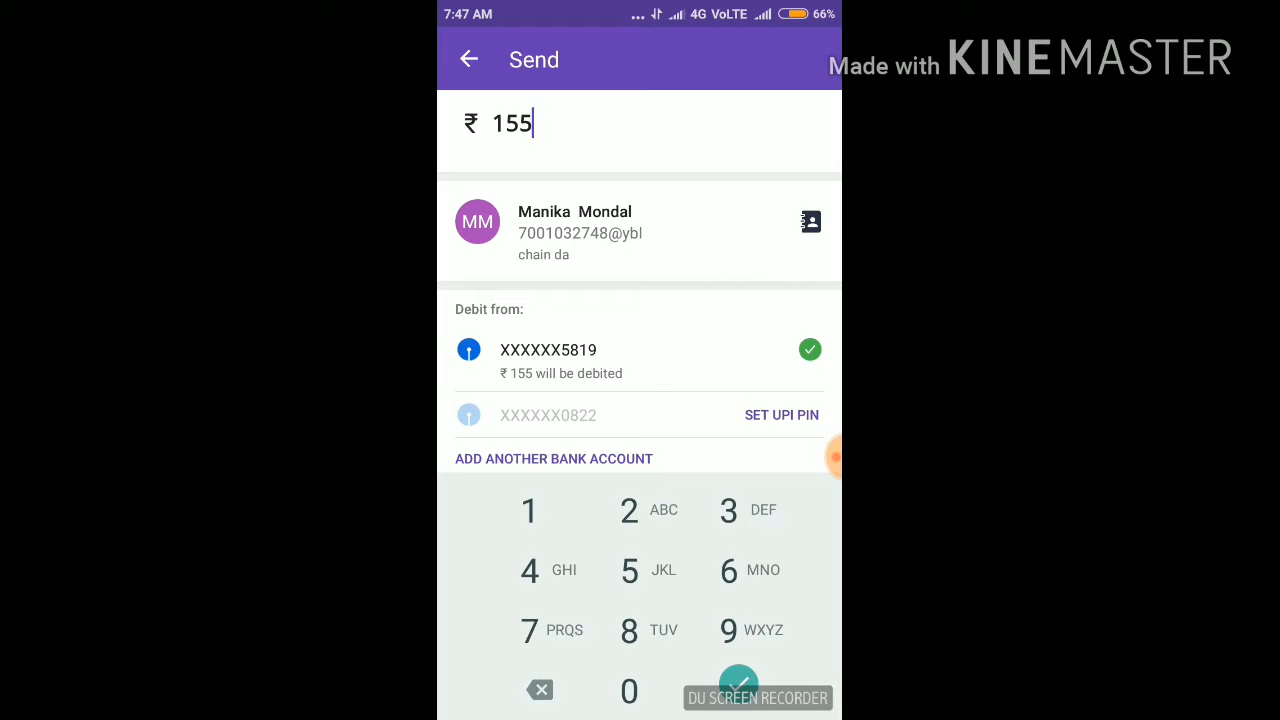 7:47 AM ... 4G VoLTE 66%
Made with KINEMASTER
Send
₹ 155
MM
Manika Mondal
7001032748@ybl
chain da
Debit from:
XXXXXX5819
₹ 155 will be debited
XXXXXX0822 SET UPI PIN
ADD ANOTHER BANK ACCOUNT
1 2 ABC 3 DEF
4 GHI 5 JKL 6 MNO
7 PRQS 8 TUV 9 WXYZ
0
DU SCREEN RECORDER